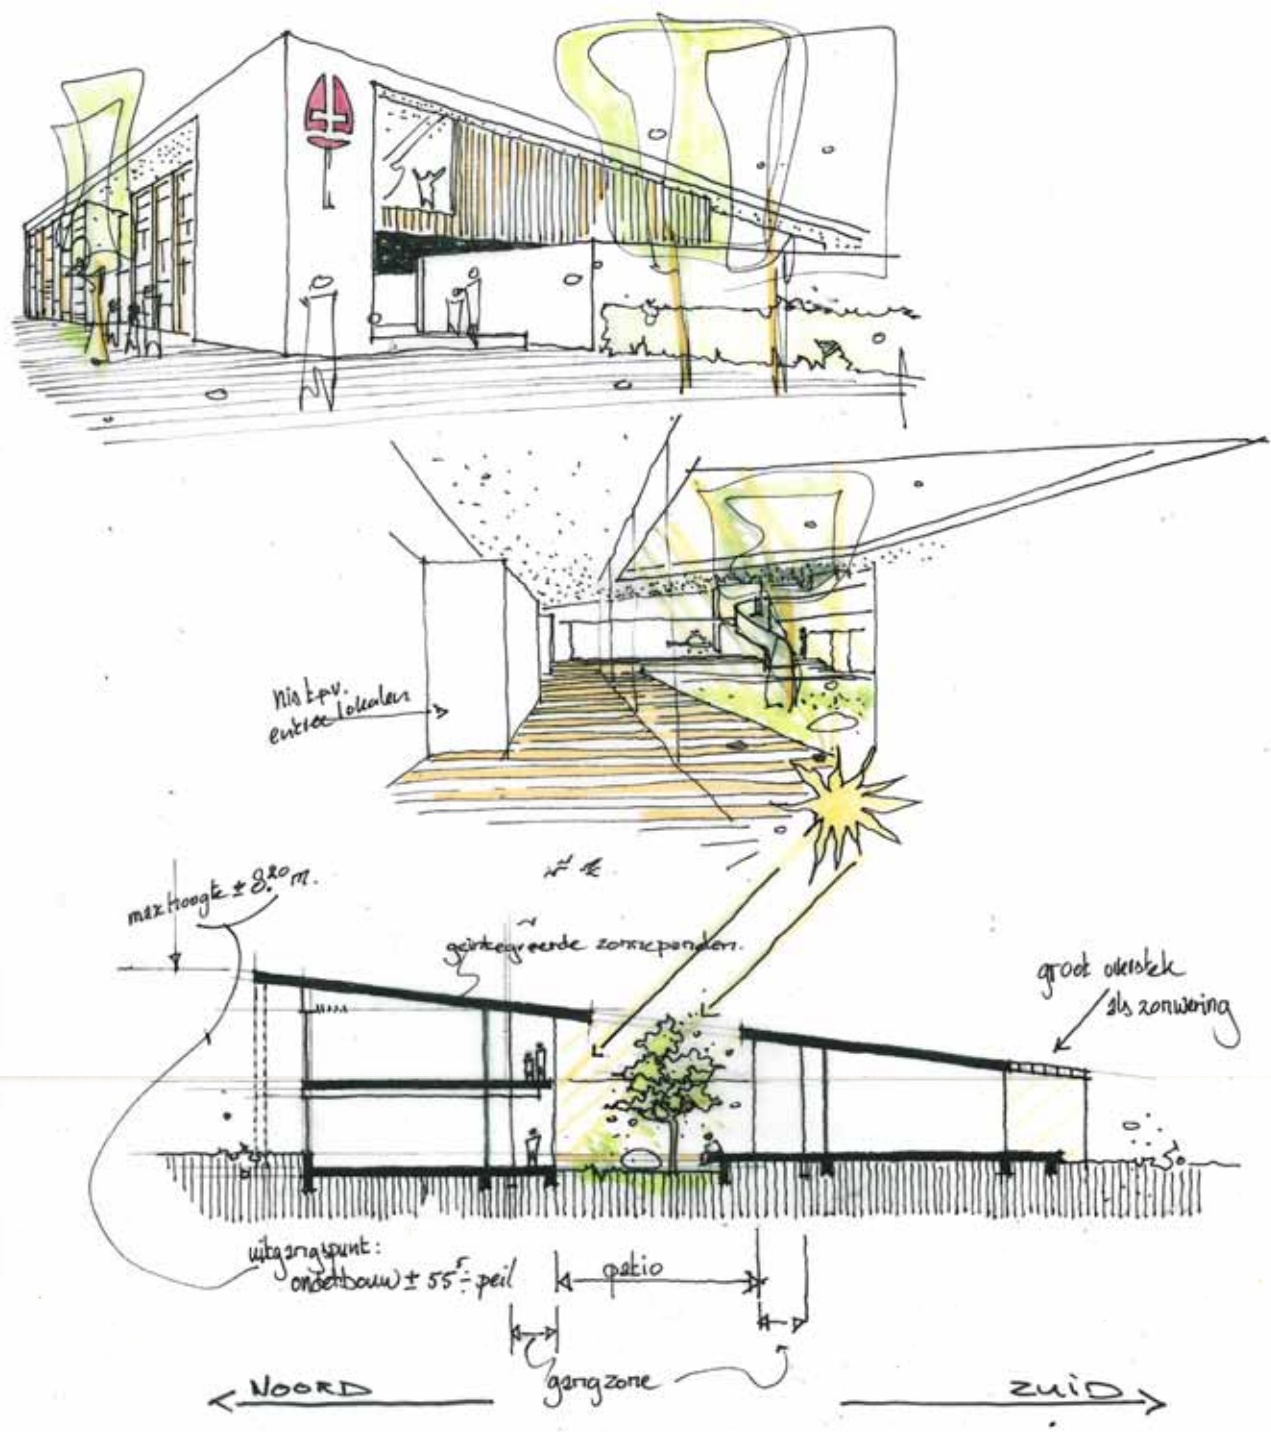 nis t.p.v.
entree lokalen
max hoogte ± 8.20 m.
geïntegreerde zonnepanelen.
groot overstek
als zonwering
uitgangspunt:
onderbouw ± 55⁵ ÷ peil
patio
gangzone
NOORD
ZUiD